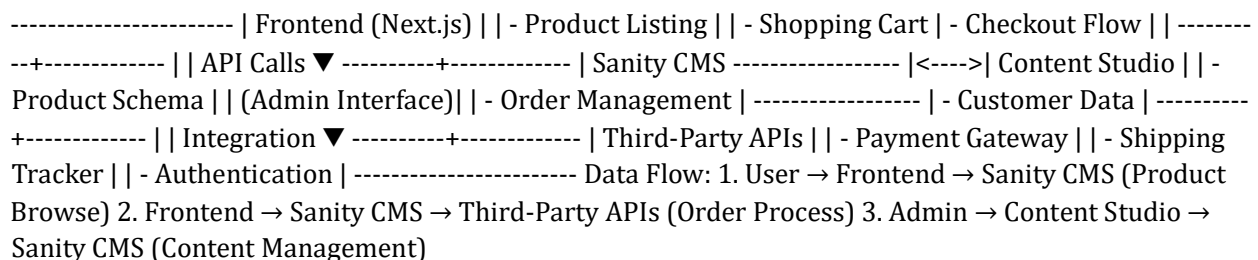 ------------------------ | Frontend (Next.js) | | - Product Listing | | - Shopping Cart | - Checkout Flow | | --------
--+------------- | | API Calls ▼ ----------+------------- | Sanity CMS ------------------ |<---->| Content Studio | | -
Product Schema | | (Admin Interface)| | - Order Management | ------------------ | - Customer Data | ----------
+------------- | | Integration ▼ ----------+------------- | Third-Party APIs | | - Payment Gateway | | - Shipping
Tracker | | - Authentication | ------------------------ Data Flow: 1. User → Frontend → Sanity CMS (Product
Browse) 2. Frontend → Sanity CMS → Third-Party APIs (Order Process) 3. Admin → Content Studio →
Sanity CMS (Content Management)